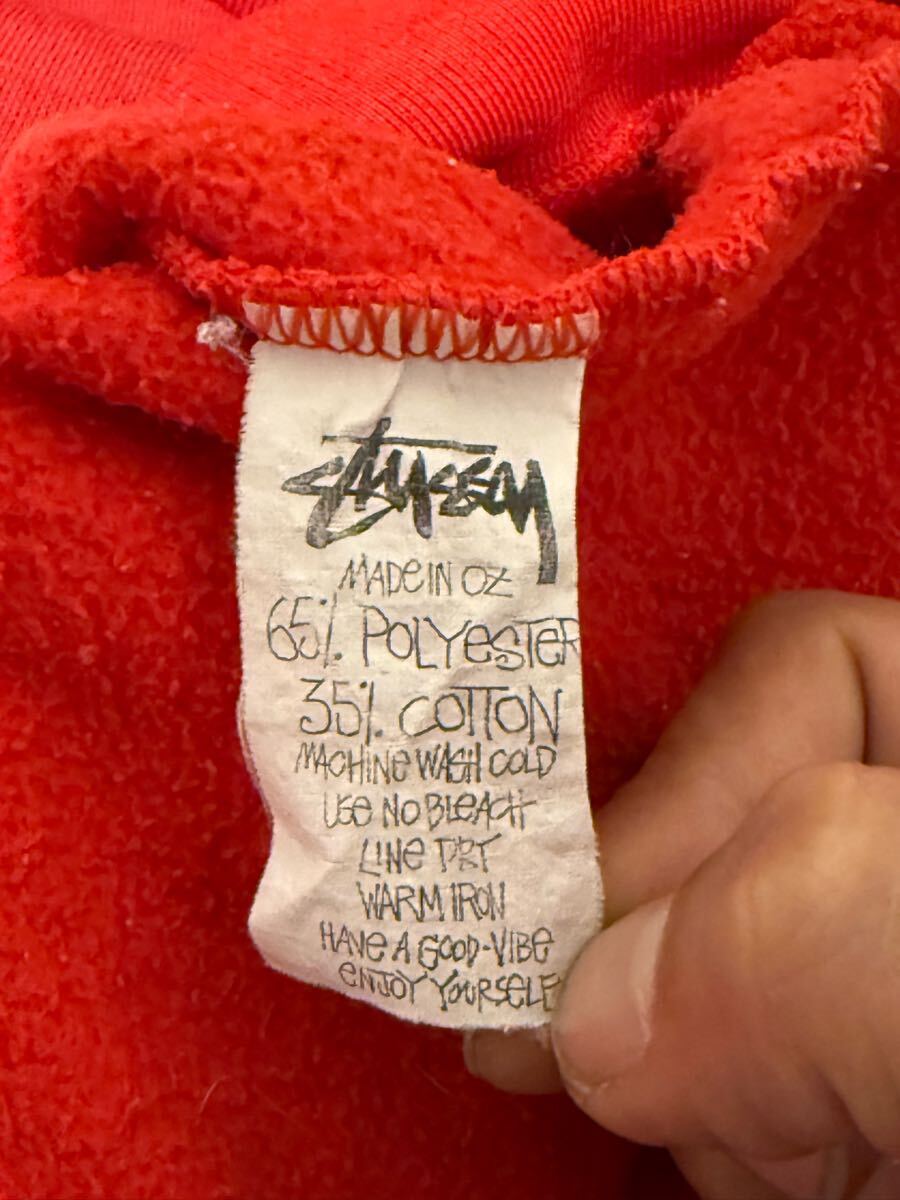 Stussy
MADE IN OZ
65% POLYESTER
35% COTTON
MACHINE WASH COLD
USE NO BLEACH
LINE DRY
WARM IRON
HAVE A GOOD-VIBE
ENJOY YOURSELF